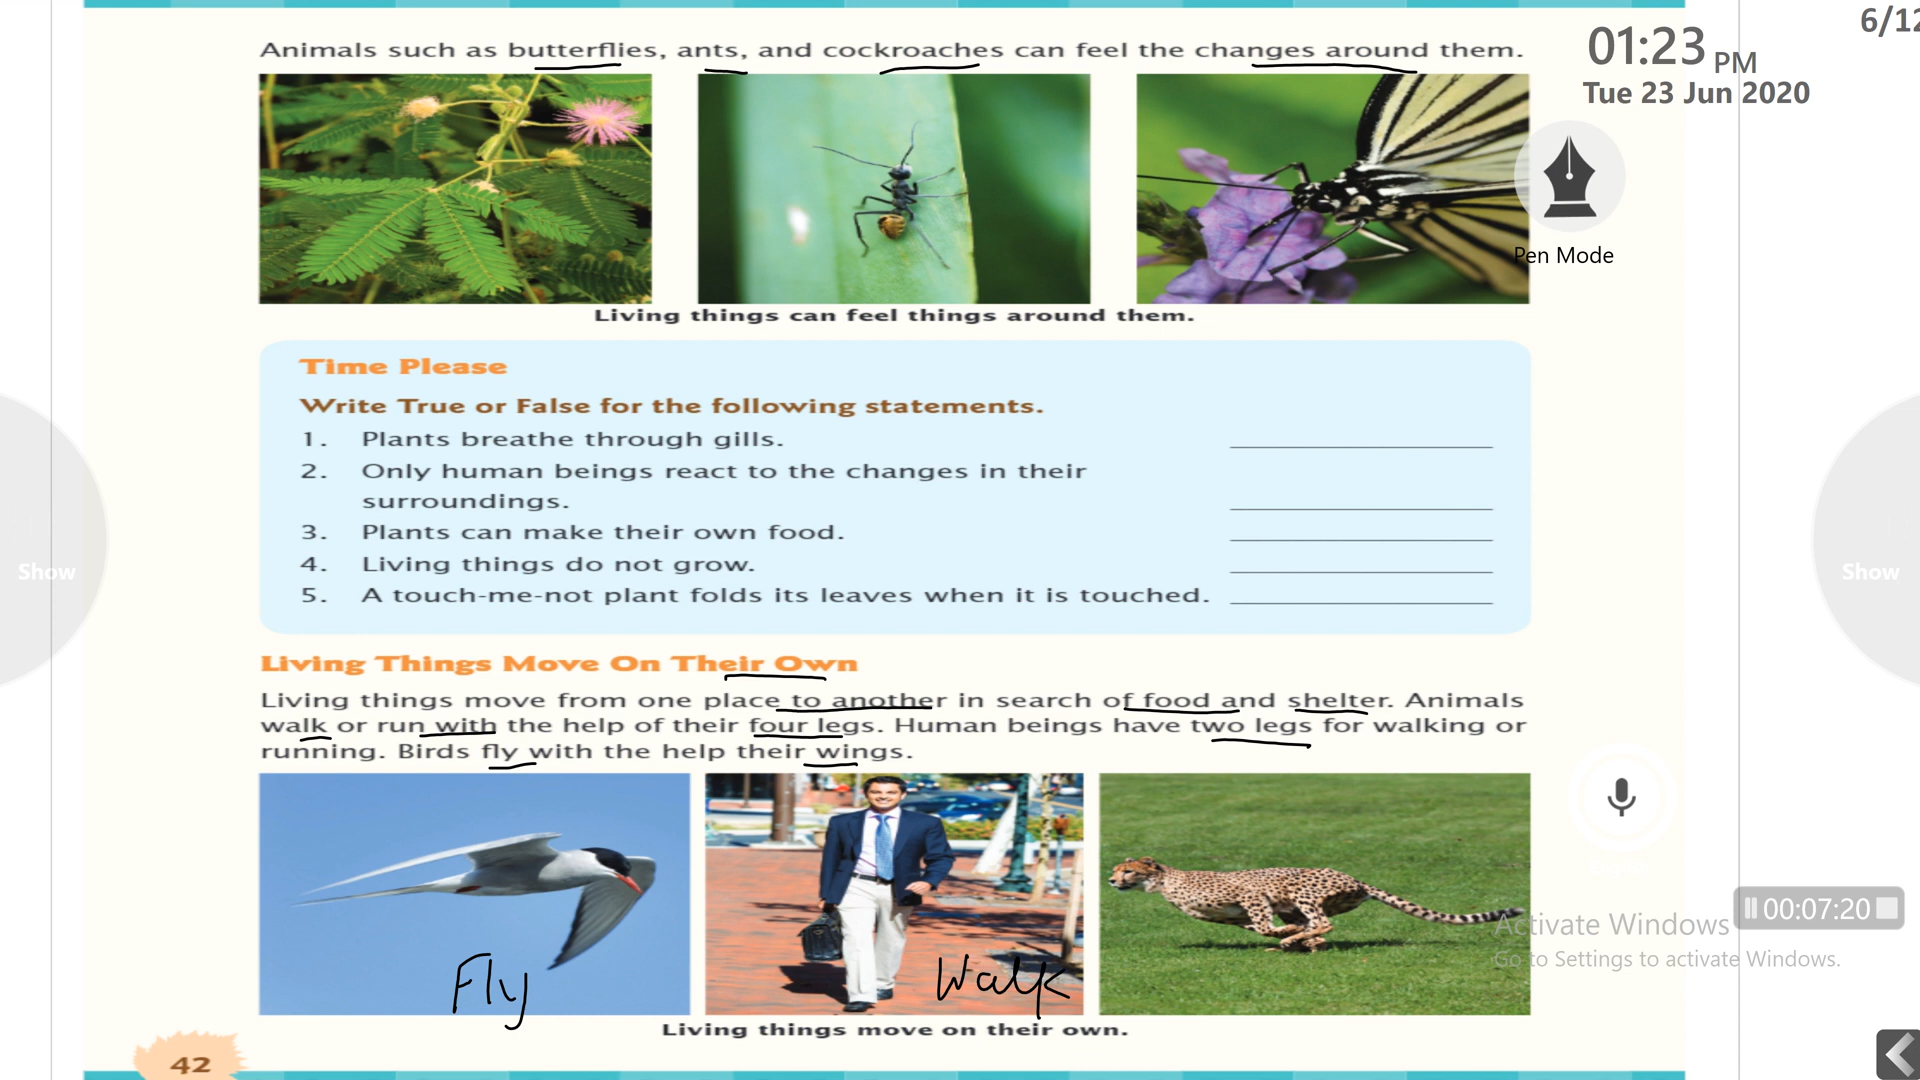 Animals such as butterflies, ants, and cockroaches can feel the changes around them.
Living things can feel things around them.
Time Please
Write True or False for the following statements.
1. Plants breathe through gills.
2. Only human beings react to the changes in their
surroundings.
3. Plants can make their own food.
4. Living things do not grow.
5. A touch-me-not plant folds its leaves when it is touched.
Living Things Move On Their Own
Living things move from one place to another in search of food and shelter. Animals
walk or run with the help of their four legs. Human beings have two legs for walking or
running. Birds fly with the help their wings.
Fly
Walk
Living things move on their own.
42
6/12
01:23 PM
Tue 23 Jun 2020
Pen Mode
Show
Show
00:07:20
Activate Windows
Go to Settings to activate Windows.